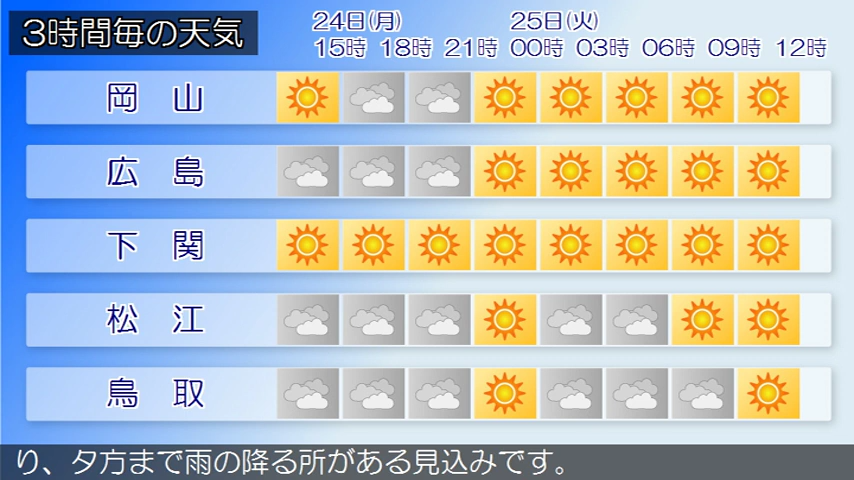 3時間毎の天気
24日(月) 25日(火)
15時 18時 21時 00時 03時 06時 09時 12時
岡 山
広 島
下 関
松 江
鳥 取
り、夕方まで雨の降る所がある見込みです。